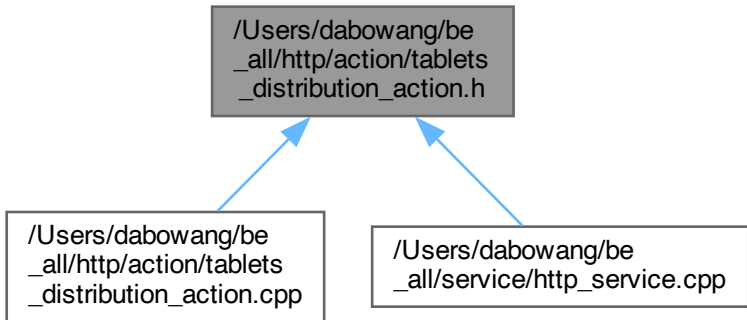 /Users/dabowang/be
_all/http/action/tablets
_distribution_action.h
/Users/dabowang/be
_all/http/action/tablets
_distribution_action.cpp
/Users/dabowang/be
_all/service/http_service.cpp